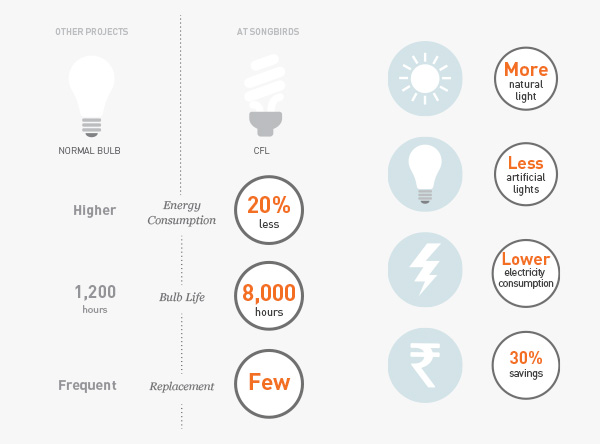 OTHER PROJECTS
AT SONGBIRDS
NORMAL BULB
CFL
Higher
Energy
Consumption
20%
less
1,200
hours
Bulb Life
8,000
hours
Frequent
Replacement
Few
More
natural
light
Less
artificial
lights
Lower
electricity
consumption
₹
30%
savings